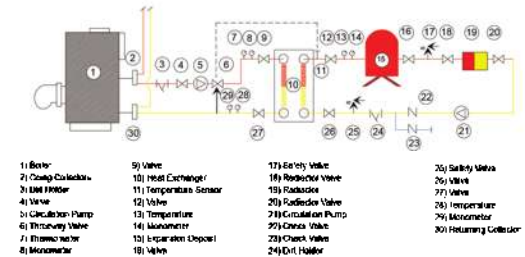 1 2 3 4 5 6 7 8 9 10 11 12 13 14 15 16 17 18 19 20 21 22 23 24 25 26 27 28 29 30
1) Boiler
2) Going Collectors
3) Dirt Holder
4) Valve
5) Circulation Pump
6) Threeway Valve
7) Thermometer
8) Monometer
9) Valve
10) Heat Exchanger
11) Temperature Sensor
12) Valve
13) Temperature
14) Monometer
15) Expansion Deposit
16) Valve
17) Safety Valve
18) Radiator Valve
19) Radiator
20) Radiator Valve
21) Circulation Pump
22) Check Valve
23) Check Valve
24) Dirt Holder
25) Safety Valve
26) Valve
27) Valve
28) Temperature
29) Monometer
30) Returning Collector